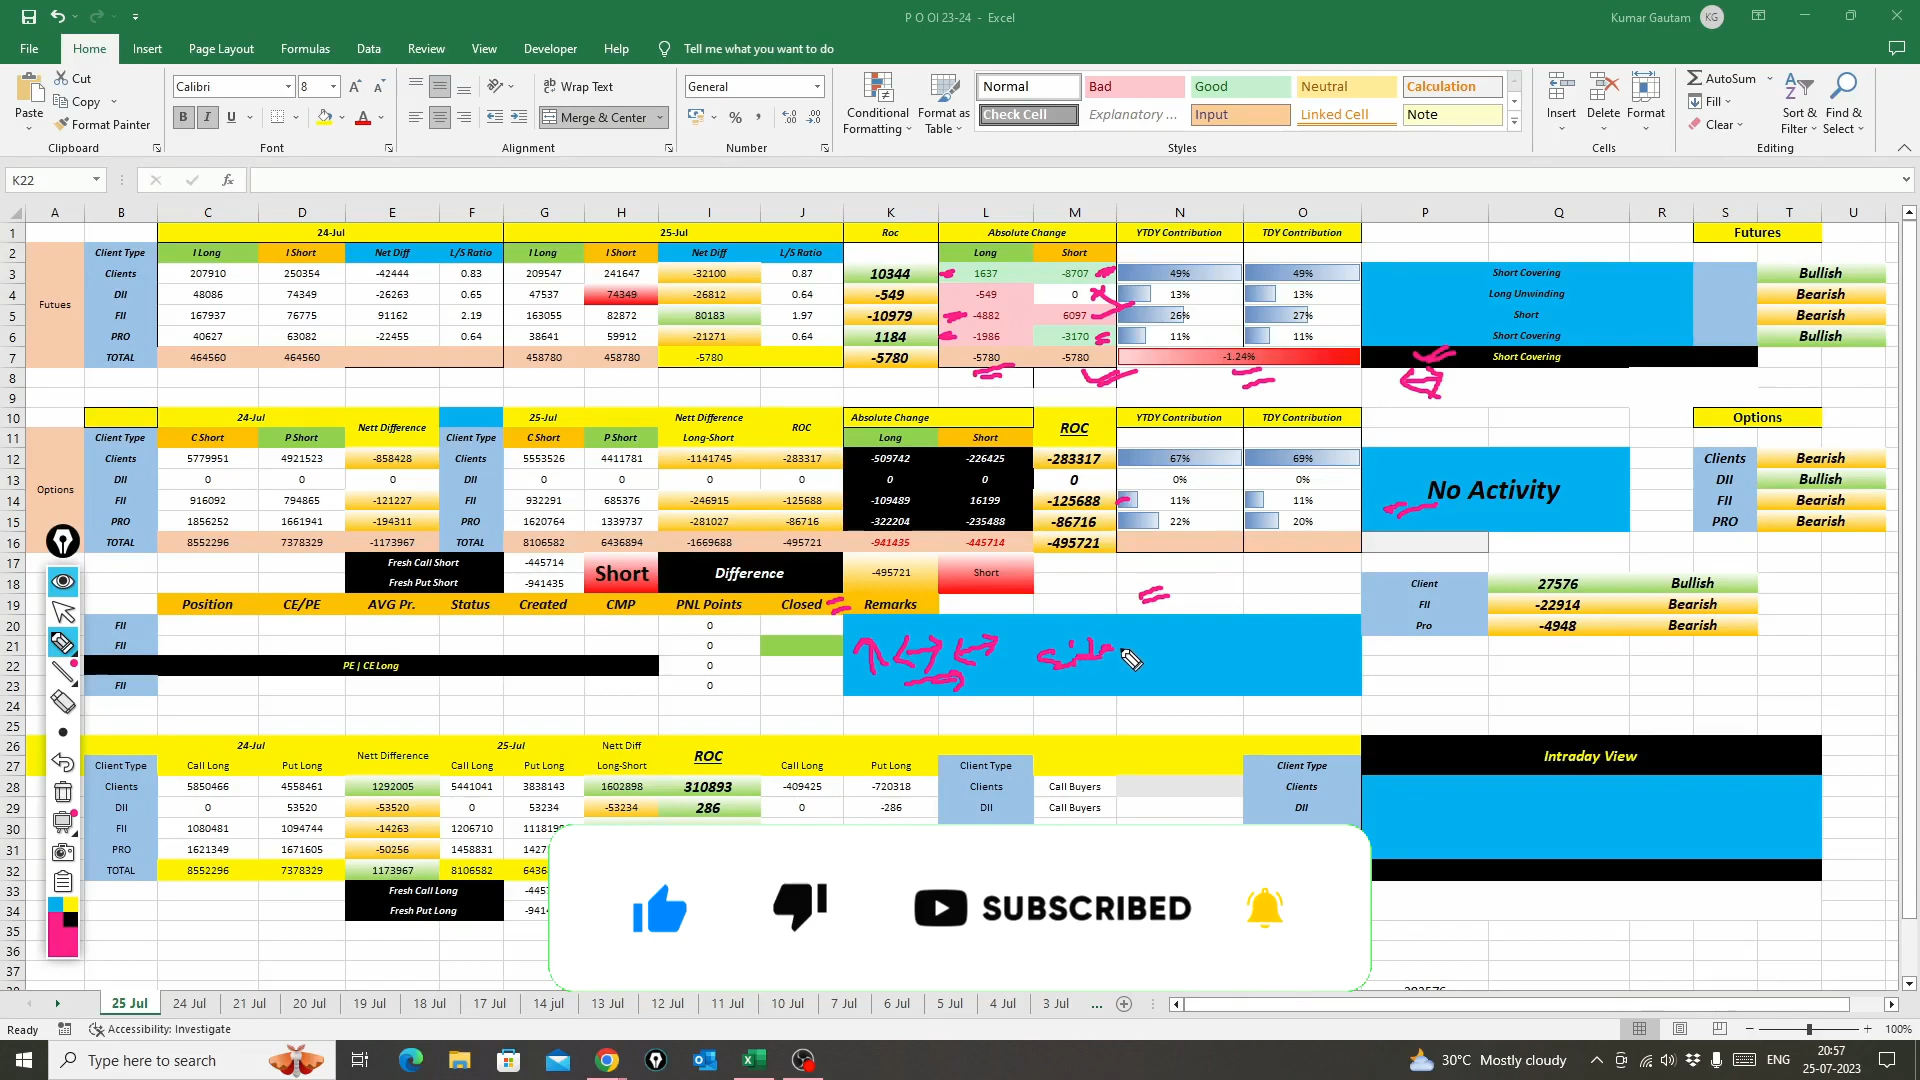 P O OI 23-24 - Excel
Kumar Gautam KG
File Home Insert Page Layout Formulas Data Review View Developer Help Tell me what you want to do
Paste Cut Copy Format Painter Clipboard
Calibri 8 B I U Font
Wrap Text Merge & Center Alignment
General % Number
Conditional Formatting Format as Table
Normal Bad Good Neutral Calculation
Check Cell Explanatory ... Input Linked Cell Note
Styles
Insert Delete Format Cells
AutoSum Fill Clear Sort & Filter Find & Select Editing
K22 fx
A B C D E F G H I J K L M N O P Q R S T U
1 24-Jul 25-Jul Roc Absolute Change YTDY Contribution TDY Contribution Futures
2 Client Type I Long I Short Net Diff L/S Ratio I Long I Short Net Diff L/S Ratio Long Short
3 Clients 207910 250354 -42444 0.83 209547 241647 -32100 0.87 10344 1637 -8707 49% 49% Short Covering Bullish
4 Futues DII 48086 74349 -26263 0.65 47537 74349 -26812 0.64 -549 -549 0 13% 13% Long Unwinding Bearish
5 FII 167937 76775 91162 2.19 163055 82872 80183 1.97 -10979 -4882 6097 26% 27% Short Bearish
6 PRO 40627 63082 -22455 0.64 38641 59912 -21271 0.64 1184 -1986 -3170 11% 11% Short Covering Bullish
7 TOTAL 464560 464560 458780 458780 -5780 -5780 -5780 -5780 -1.24% Short Covering
8
9
10 24-Jul Nett Difference 25-Jul Nett Difference ROC Absolute Change ROC YTDY Contribution TDY Contribution Options
11 Client Type C Short P Short Client Type C Short P Short Long-Short Long Short
12 Clients 5779951 4921523 -858428 Clients 5553526 4411781 -1141745 -283317 -509742 -226425 -283317 67% 69% Clients Bearish
13 Options DII 0 0 0 DII 0 0 0 0 0 0 0 0% 0% No Activity DII Bullish
14 FII 916092 794865 -121227 FII 932291 685376 -246915 -125688 -109489 16199 -125688 11% 11% FII Bearish
15 PRO 1856252 1661941 -194311 PRO 1620764 1339737 -281027 -86716 -322204 -235488 -86716 22% 20% PRO Bearish
16 TOTAL 8552296 7378329 -1173967 TOTAL 8106582 6436894 -1669688 -495721 -941435 -445714 -495721
17 Fresh Call Short -445714 Short Difference -495721 Short
18 Fresh Put Short -941435 Client 27576 Bullish
19 Position CE/PE AVG Pr. Status Created CMP PNL Points Closed Remarks FII -22914 Bearish
20 FII 0 Pro -4948 Bearish
21 FII 0
22 PE | CE Long 0
23 FII 0
24
25
26 24-Jul Nett Difference 25-Jul Nett Diff ROC Intraday View
27 Client Type Call Long Put Long Call Long Put Long Long-Short Call Long Put Long Client Type Client Type
28 Clients 5850466 4558461 1292005 5441041 3838143 1602898 310893 -409425 -720318 Clients Call Buyers Clients
29 DII 0 53520 -53520 0 53234 -53234 286 0 -286 DII Call Buyers DII
30 FII 1080481 1094744 -14263 1206710
31 PRO 1621349 1671605 -50256 1458831
32 TOTAL 8552296 7378329 1173967 8106582
33 Fresh Call Long
34 Fresh Put Long
35
36
37
SUBSCRIBED
25 Jul 24 Jul 21 Jul 20 Jul 19 Jul 18 Jul 17 Jul 14 jul 13 Jul 12 Jul 11 Jul 10 Jul 7 Jul 6 Jul 5 Jul 4 Jul 3 Jul ...
Ready Accessibility: Investigate 100%
Type here to search 30°C Mostly cloudy ENG 20:57
25-07-2023